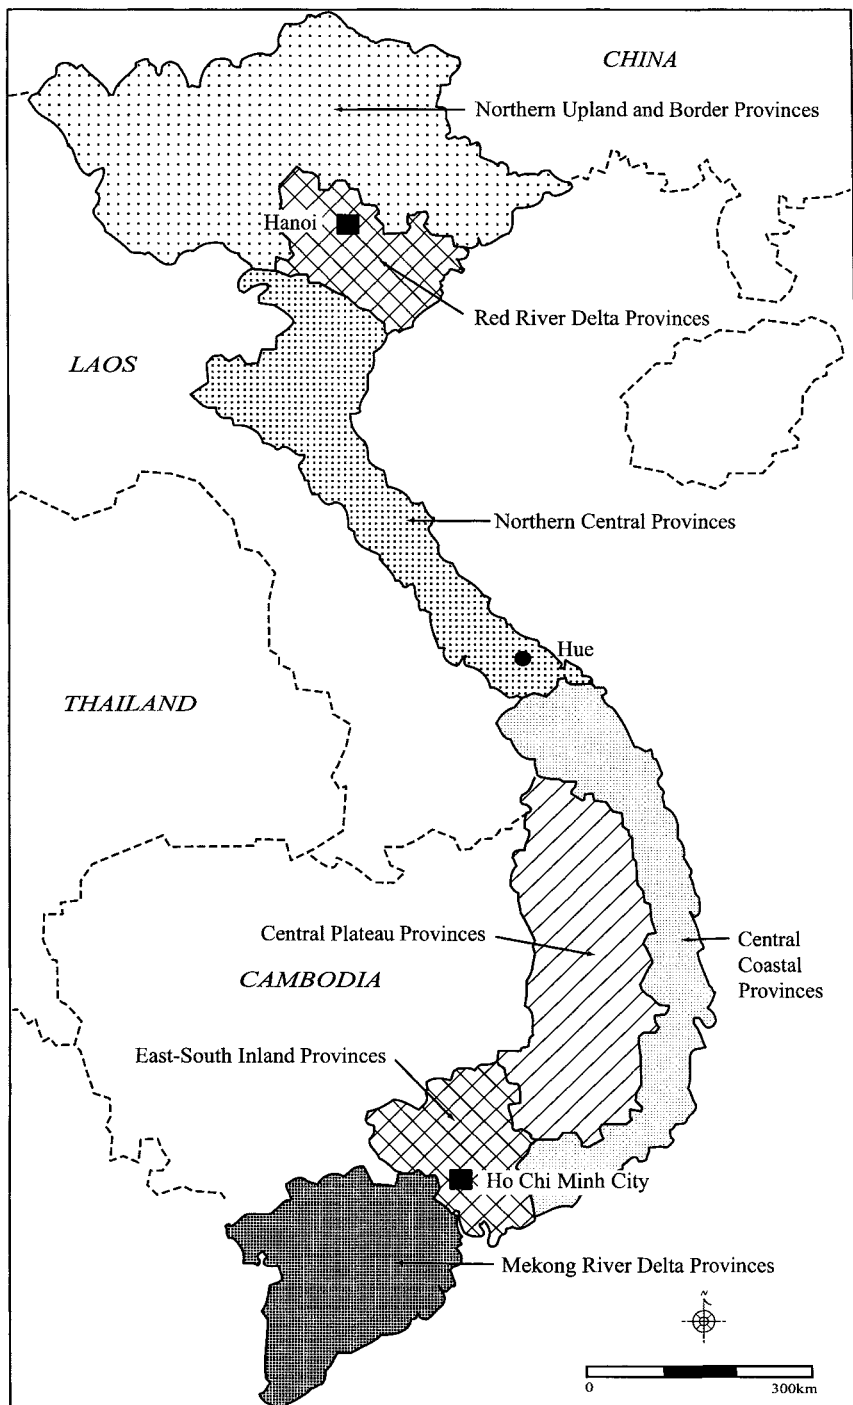 CHINA
Northern Upland and Border Provinces
Hanoi
Red River Delta Provinces
LAOS
Northern Central Provinces
Hue
THAILAND
Central Plateau Provinces
Central
Coastal
Provinces
CAMBODIA
East-South Inland Provinces
Ho Chi Minh City
Mekong River Delta Provinces
N
0
300km